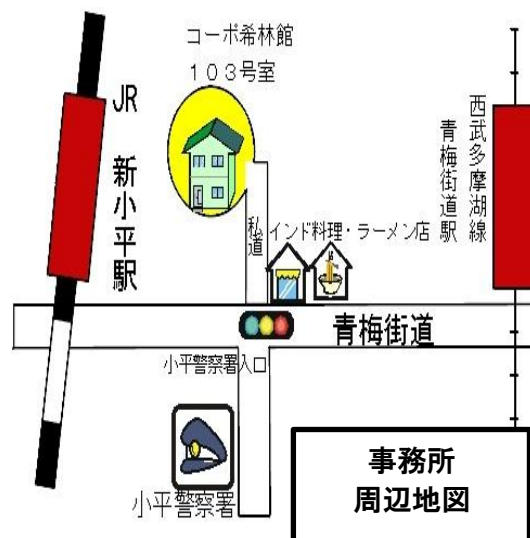 コーポ希林館
１０３号室
JR 新小平駅
西武多摩湖線
青梅街道駅
私道
インド料理・ラーメン店
青梅街道
小平警察署入口
小平警察署
事務所
周辺地図